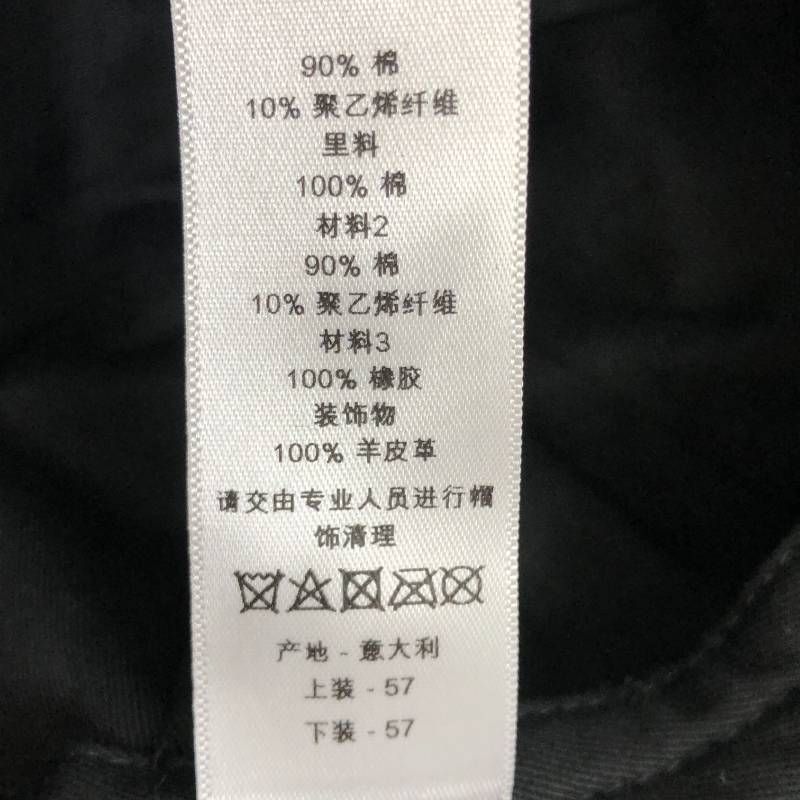 90% 棉
10% 聚乙烯纤维
里料
100% 棉
材料2
90% 棉
10% 聚乙烯纤维
材料3
100% 橡胶
装饰物
100% 羊皮革
请交由专业人员进行帽
饰清理
产地 - 意大利
上装 - 57
下装 - 57